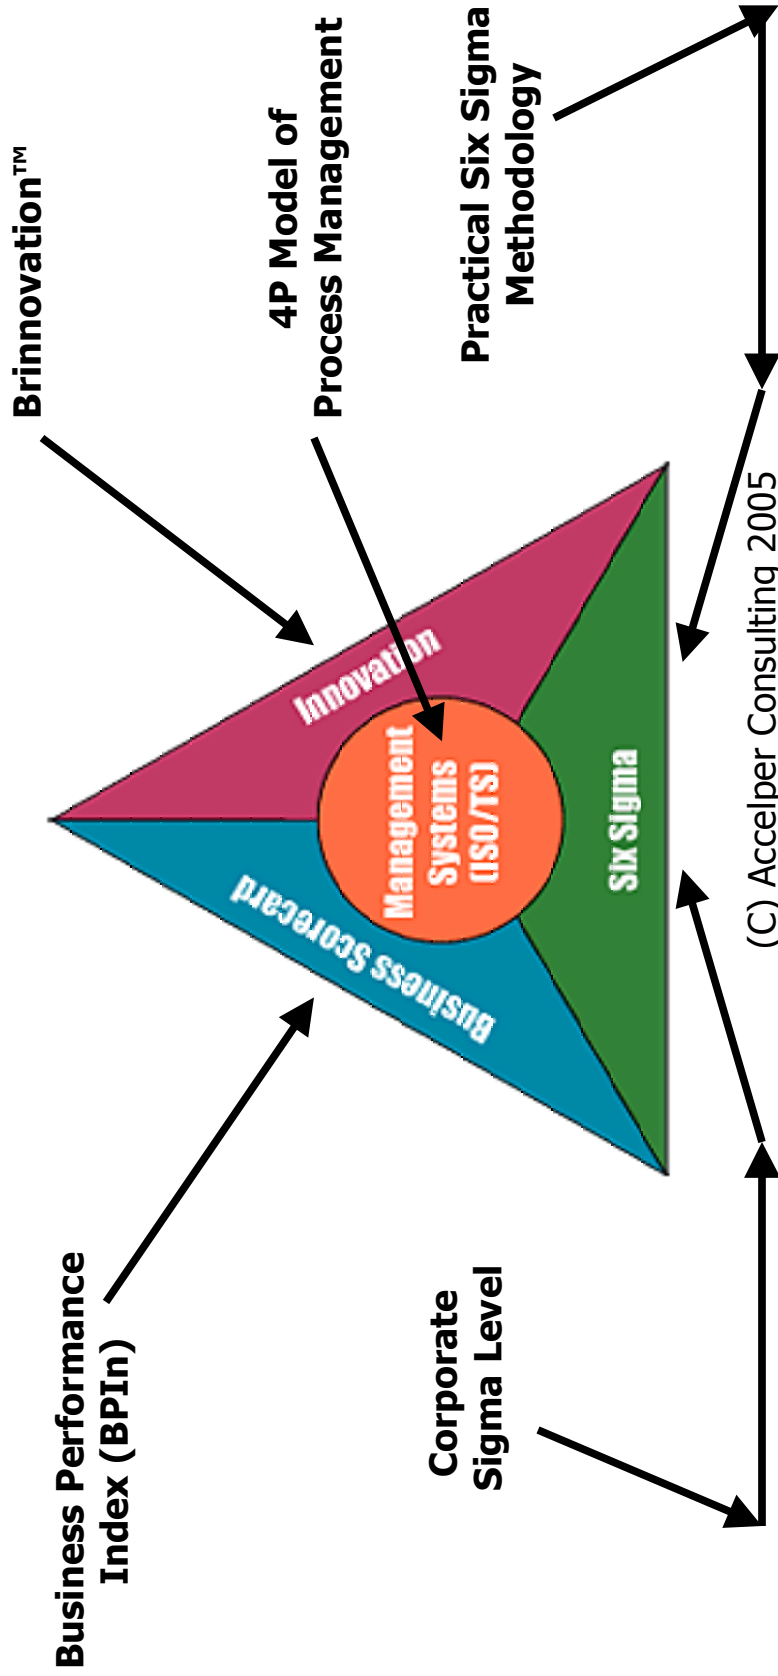 Business Performance
Index (BPIn)
Brinnovation™
4P Model of
Process Management
Corporate
Sigma Level
Practical Six Sigma
Methodology
Business Scorecard
Innovation
Management
Systems
(ISO/TS)
Six Sigma
(C) Accelper Consulting 2005